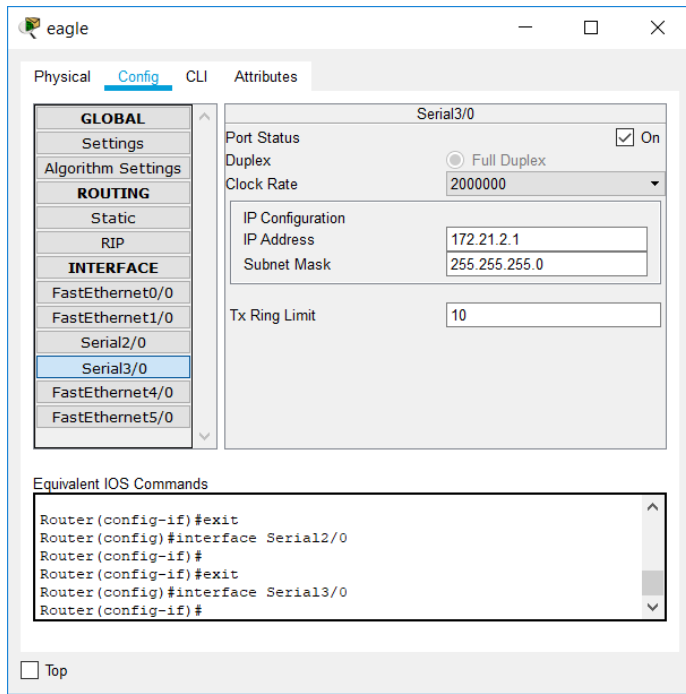 eagle
Physical Config CLI Attributes
GLOBAL
Settings
Algorithm Settings
ROUTING
Static
RIP
INTERFACE
FastEthernet0/0
FastEthernet1/0
Serial2/0
Serial3/0
FastEthernet4/0
FastEthernet5/0
Serial3/0
Port Status On
Duplex Full Duplex
Clock Rate 2000000
IP Configuration
IP Address 172.21.2.1
Subnet Mask 255.255.255.0
Tx Ring Limit 10
Equivalent IOS Commands
Router(config-if)#exit
Router(config)#interface Serial2/0
Router(config-if)#
Router(config-if)#exit
Router(config)#interface Serial3/0
Router(config-if)#
Top